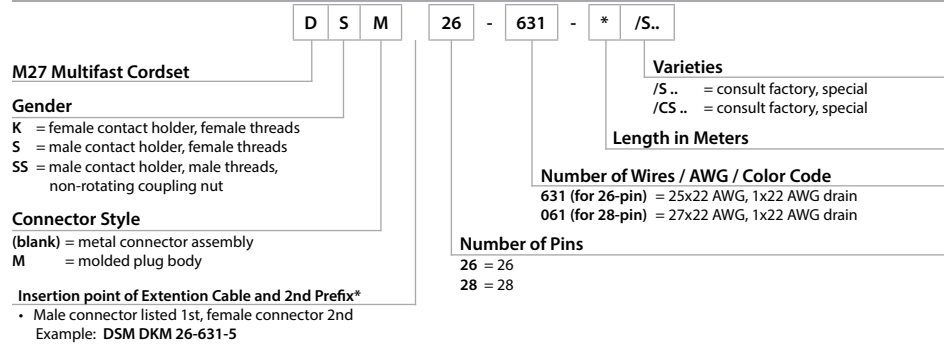 D S M 26 - 631 - * /S..
M27 Multifast Cordset
Gender
K = female contact holder, female threads
S = male contact holder, female threads
SS = male contact holder, male threads,
non-rotating coupling nut
Connector Style
(blank) = metal connector assembly
M = molded plug body
Insertion point of Extention Cable and 2nd Prefix*
• Male connector listed 1st, female connector 2nd
Example: DSM DKM 26-631-5
Varieties
/S .. = consult factory, special
/CS .. = consult factory, special
Length in Meters
Number of Wires / AWG / Color Code
631 (for 26-pin) = 25x22 AWG, 1x22 AWG drain
061 (for 28-pin) = 27x22 AWG, 1x22 AWG drain
Number of Pins
26 = 26
28 = 28